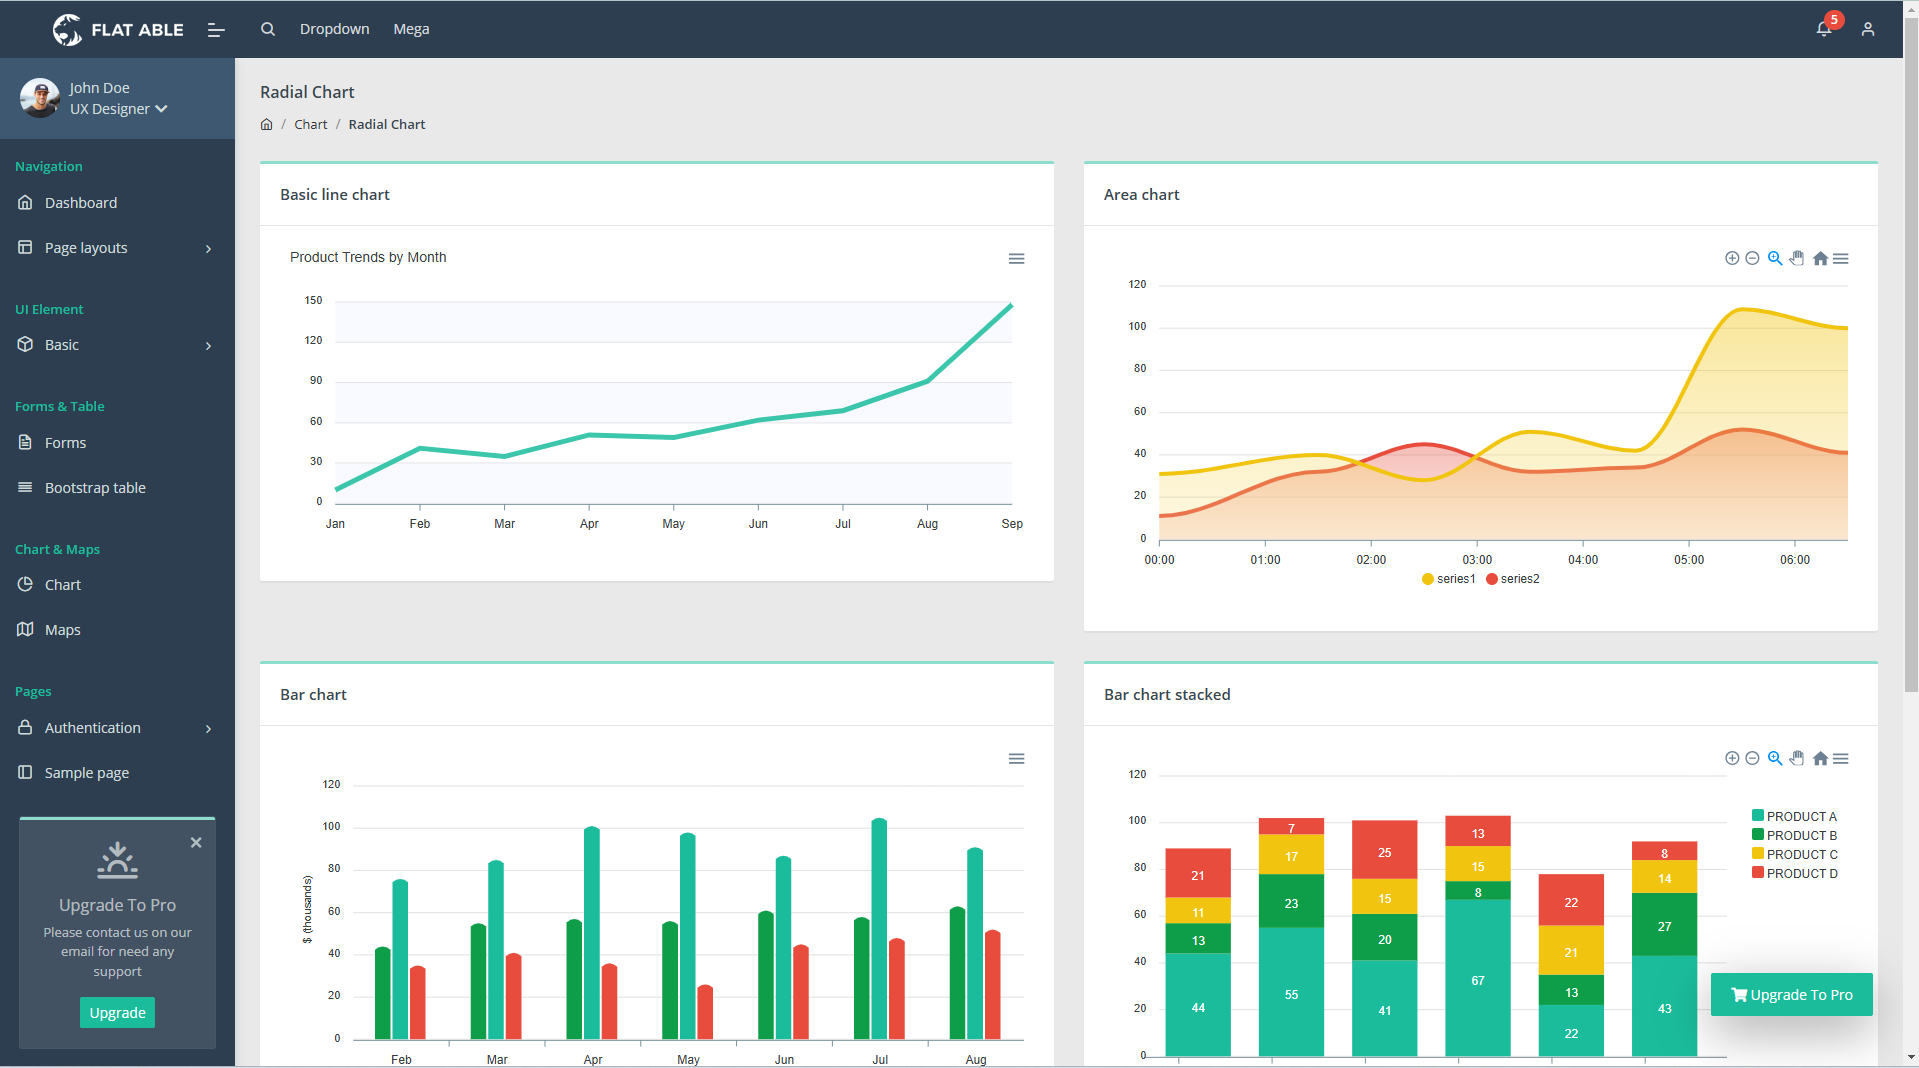 FLAT ABLE
Dropdown
Mega
5
John Doe
UX Designer
Navigation
Dashboard
Page layouts
UI Element
Basic
Forms & Table
Forms
Bootstrap table
Chart & Maps
Chart
Maps
Pages
Authentication
Sample page
Upgrade To Pro
Please contact us on our
email for need any
support
Upgrade
Radial Chart
/ Chart / Radial Chart
Basic line chart
Product Trends by Month
150
120
90
60
30
0
Jan Feb Mar Apr May Jun Jul Aug Sep
Area chart
120
100
80
60
40
20
0
00:00 01:00 02:00 03:00 04:00 05:00 06:00
series1 series2
Bar chart
$ (thousands)
120
100
80
60
40
20
0
Feb Mar Apr May Jun Jul Aug
Bar chart stacked
120
100
80
60
40
20
0
21 7 25 13 22 8
11 17 15 15 21 14
13 23 20 8 13 27
44 55 41 67 22 43
PRODUCT A
PRODUCT B
PRODUCT C
PRODUCT D
Upgrade To Pro